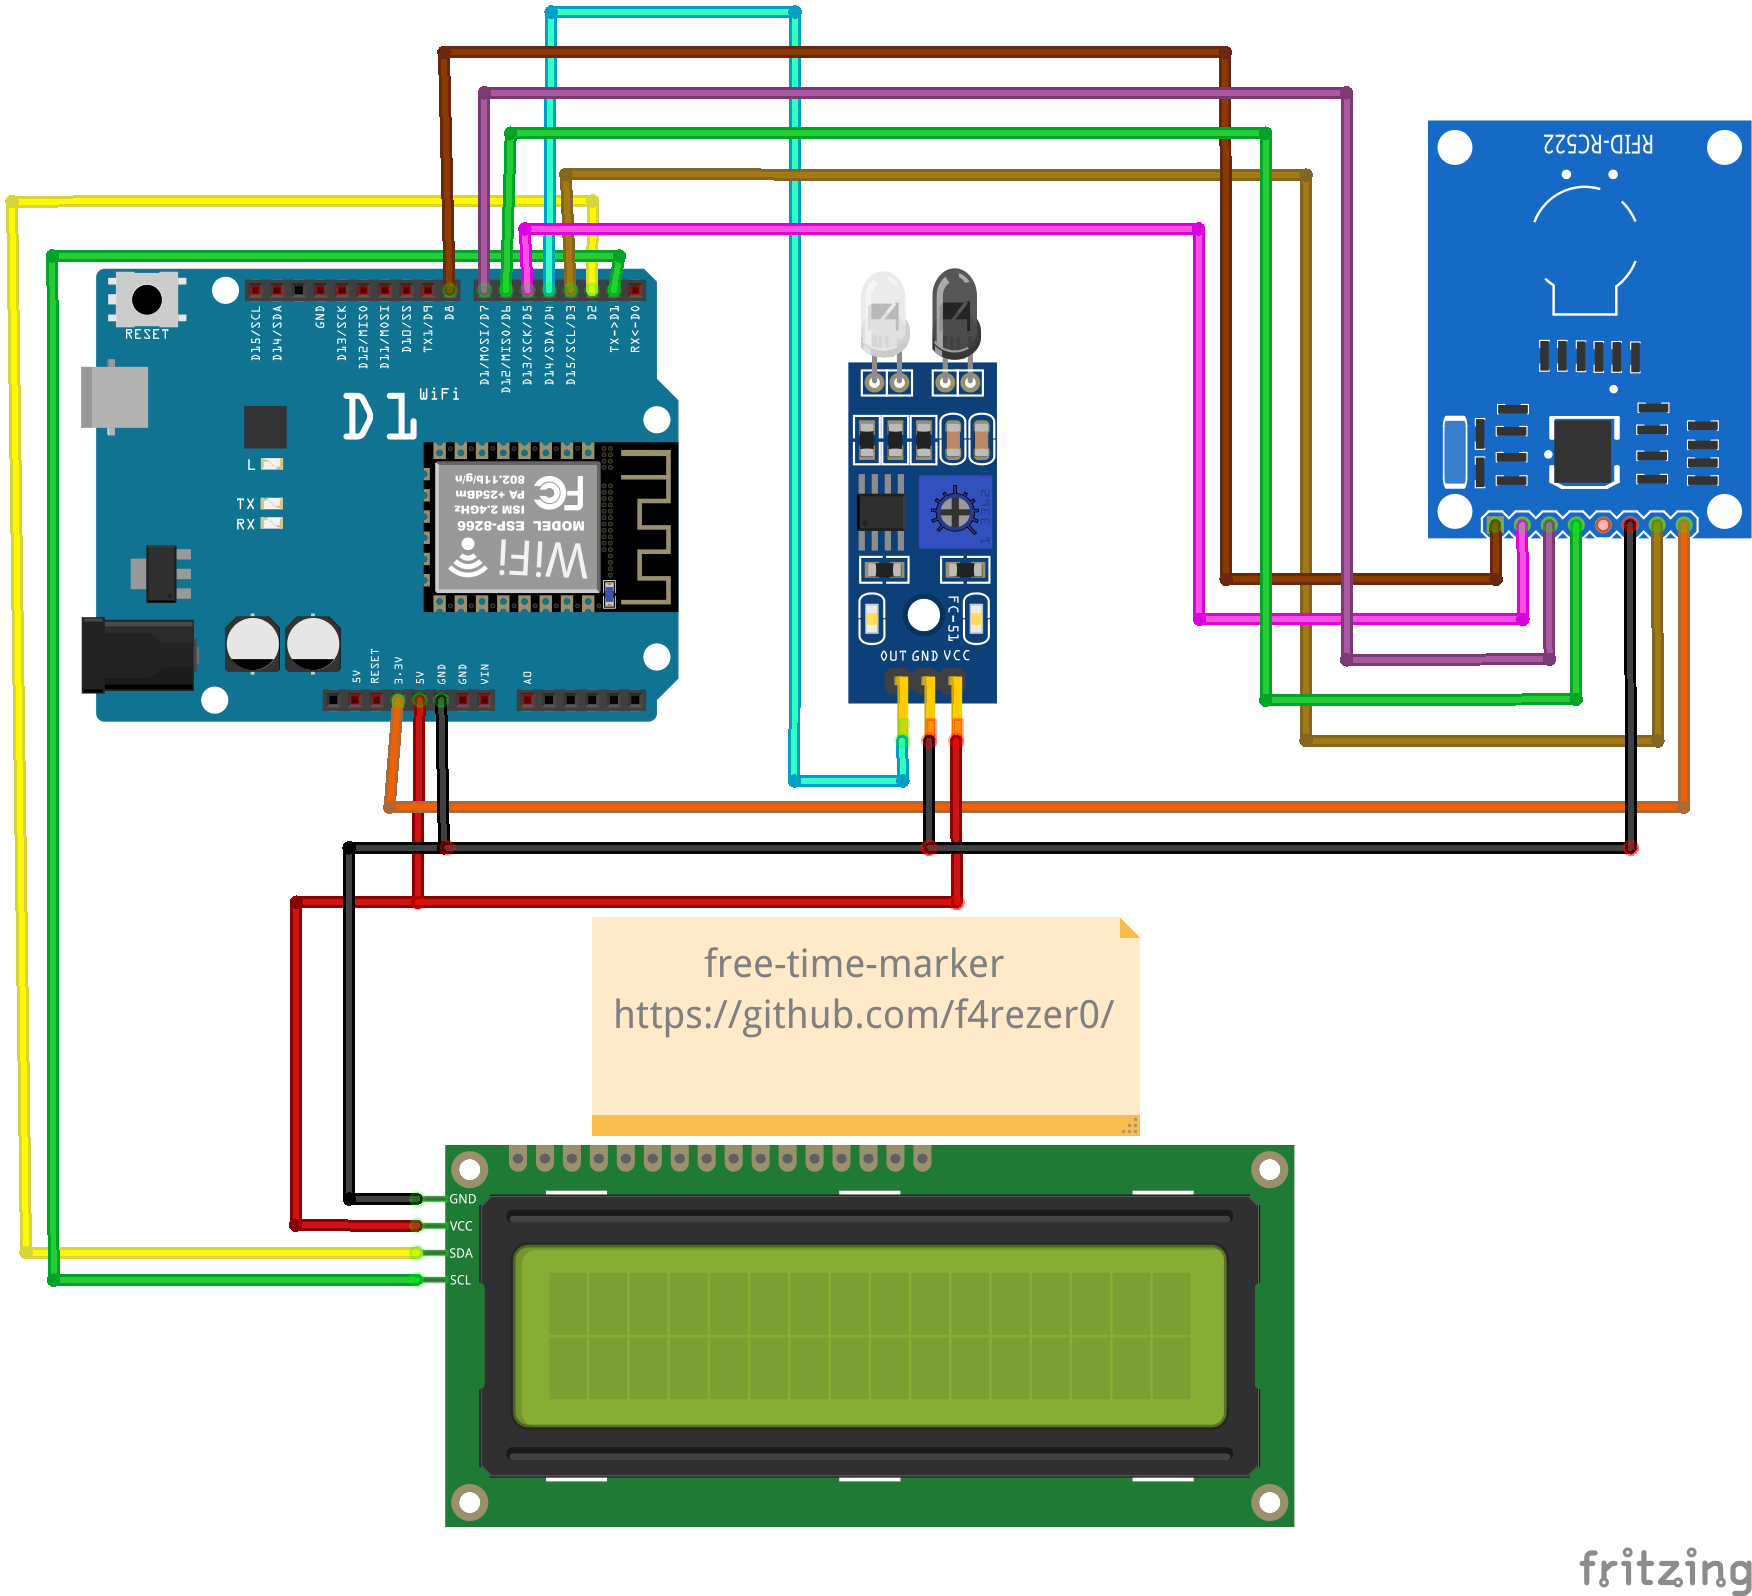 RFID-RC522
RESET
D15/SCL
D14/SDA
GND
D13/SCK
D12/MISO
D11/MOSI
D10/SS
TX1/D9
D8
D1/MOSI/D7
D12/MISO/D6
D13/SCK/D5
D14/SDA/D4
D15/SCL/D3
D2
TX->D1
RX<-D0
WiFi
D1
L
TX
RX
802.11b/g/n
PA +25dBm
ISM 2.4GHz
MODEL ESP-8266
FC
WiFi
5V
RESET
3.3V
5V
GND
GND
VIN
A0
FC-51
OUT GND VCC
free-time-marker
https://github.com/f4rezer0/
GND
VCC
SDA
SCL
fritzing